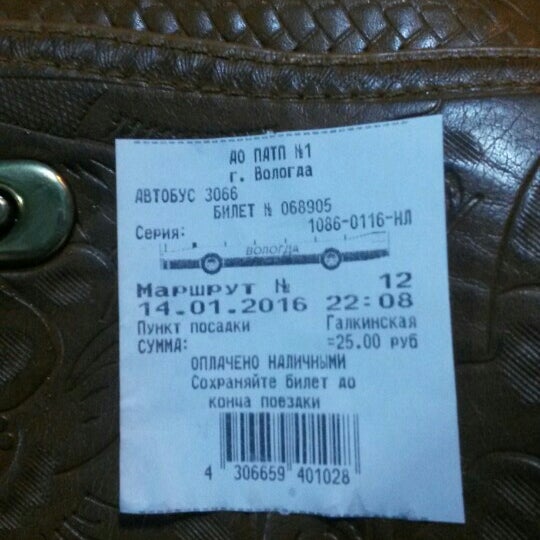 АО ПАТП №1
г. Вологда
АВТОБУС 3066
БИЛЕТ № 068905
Серия: 1086-0116-НЛ
ВОЛОГДА
Маршрут № 12
14.01.2016 22:08
Пункт посадки Галкинская
СУММА: =25.00 руб
ОПЛАЧЕНО НАЛИЧНЫМИ
Сохраняйте билет до
конца поездки
4 306659 401028